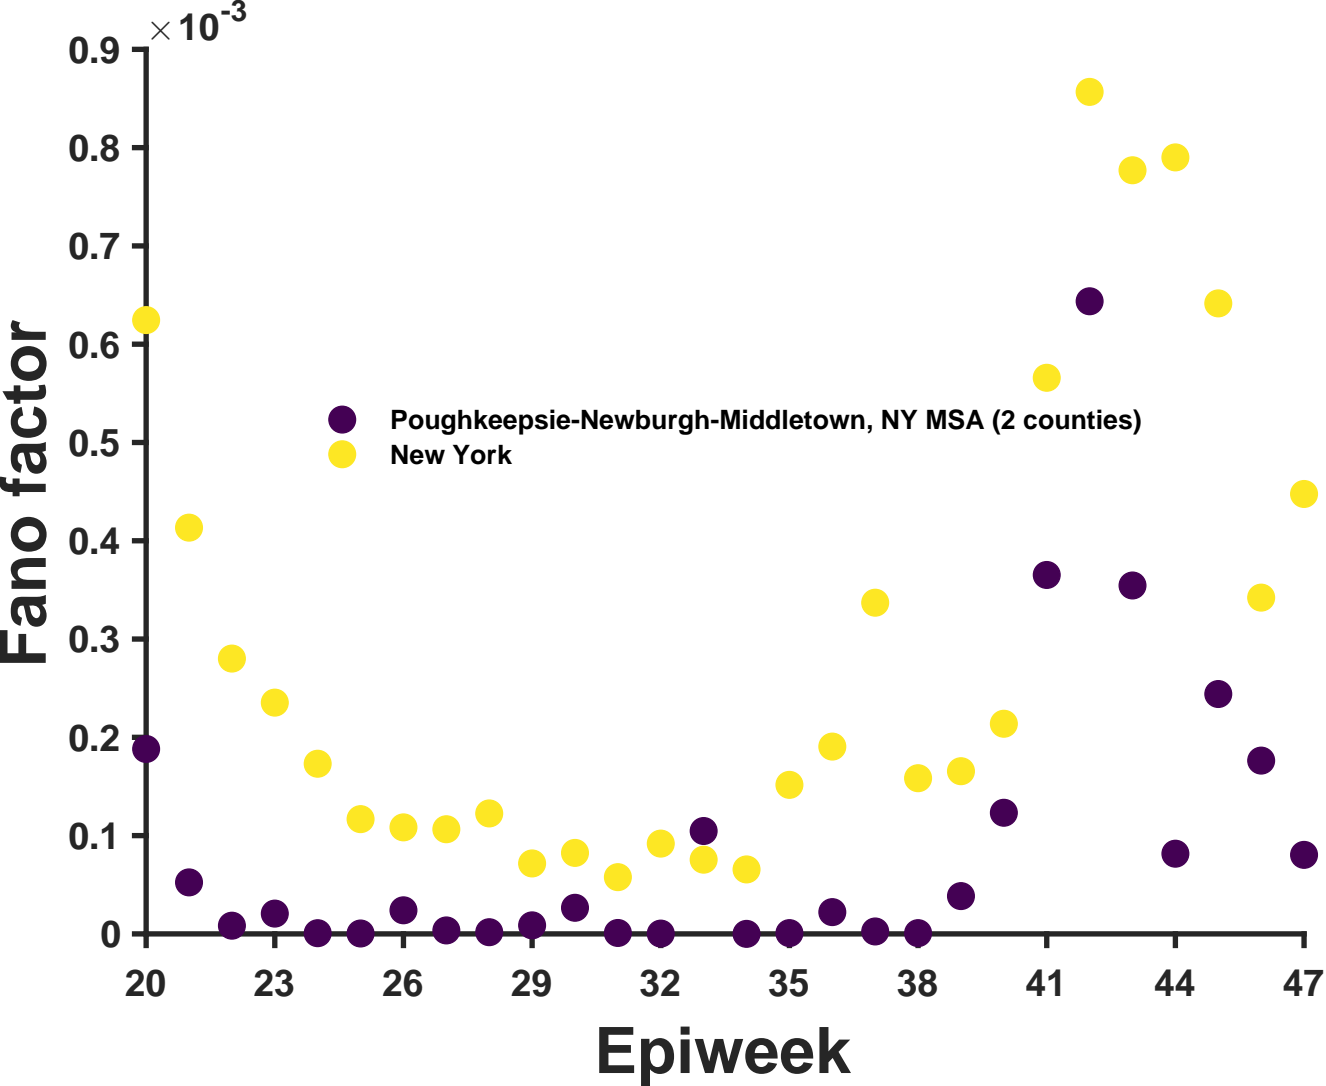 × 10-3
0.9
0.8
0.7
0.6
0.5
0.4
0.3
0.2
0.1
0
Fano factor
Poughkeepsie-Newburgh-Middletown, NY MSA (2 counties)
New York
20 23 26 29 32 35 38 41 44 47
Epiweek